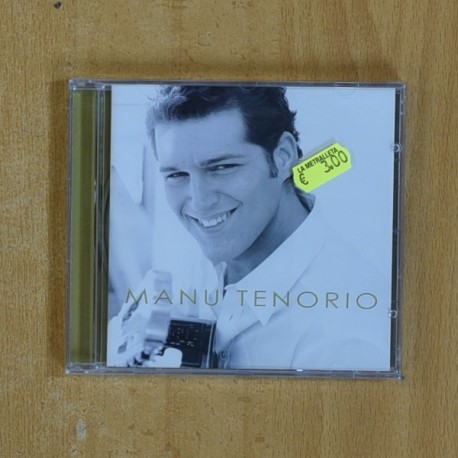 LA METRALLETA
€ 3,00
MANU TENORIO